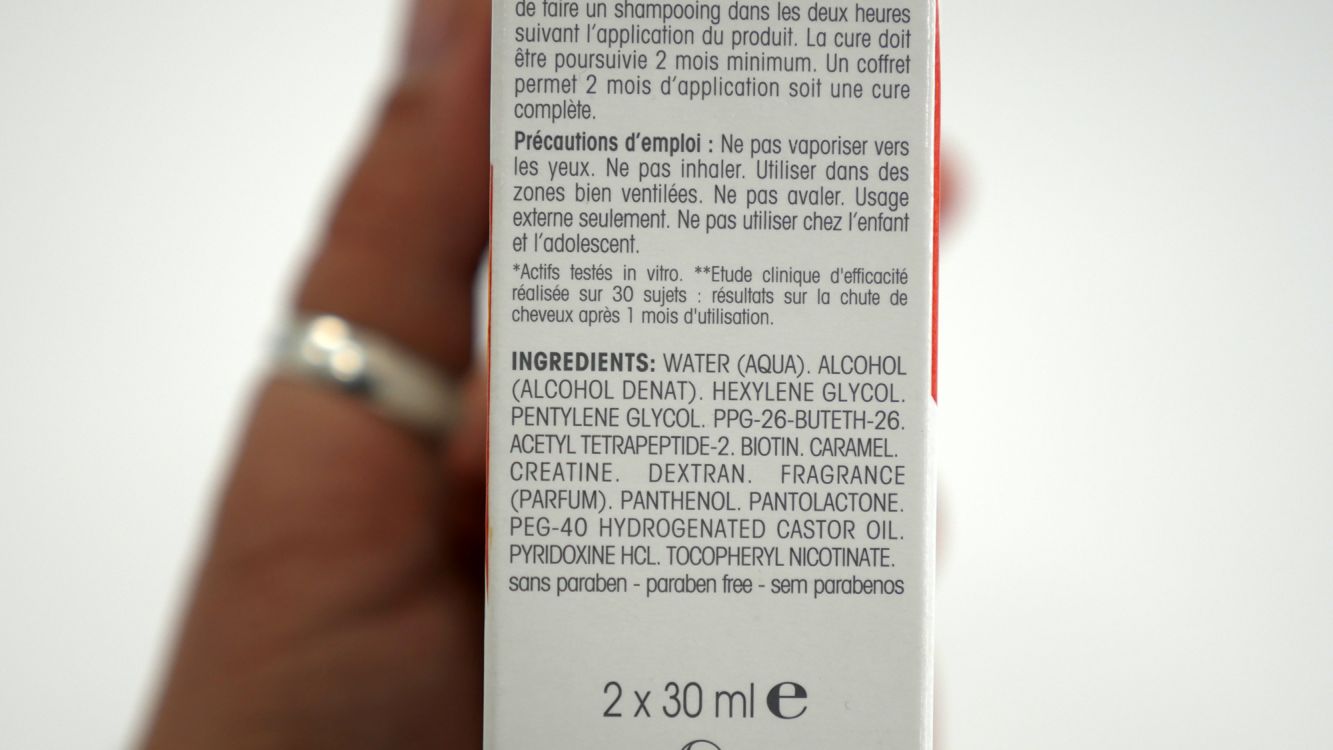 de faire un shampooing dans les deux heures
suivant l'application du produit. La cure doit
être poursuivie 2 mois minimum. Un coffret
permet 2 mois d'application soit une cure
complète.
Précautions d'emploi : Ne pas vaporiser vers
les yeux. Ne pas inhaler. Utiliser dans des
zones bien ventilées. Ne pas avaler. Usage
externe seulement. Ne pas utiliser chez l'enfant
et l'adolescent.
*Actifs testés in vitro. **Etude clinique d'efficacité
réalisée sur 30 sujets : résultats sur la chute de
cheveux après 1 mois d'utilisation.
INGREDIENTS: WATER (AQUA). ALCOHOL
(ALCOHOL DENAT). HEXYLENE GLYCOL.
PENTYLENE GLYCOL. PPG-26-BUTETH-26.
ACETYL TETRAPEPTIDE-2. BIOTIN. CARAMEL.
CREATINE. DEXTRAN. FRAGRANCE
(PARFUM). PANTHENOL. PANTOLACTONE.
PEG-40 HYDROGENATED CASTOR OIL.
PYRIDOXINE HCL. TOCOPHERYL NICOTINATE.
sans paraben - paraben free - sem parabenos
2 x 30 ml e